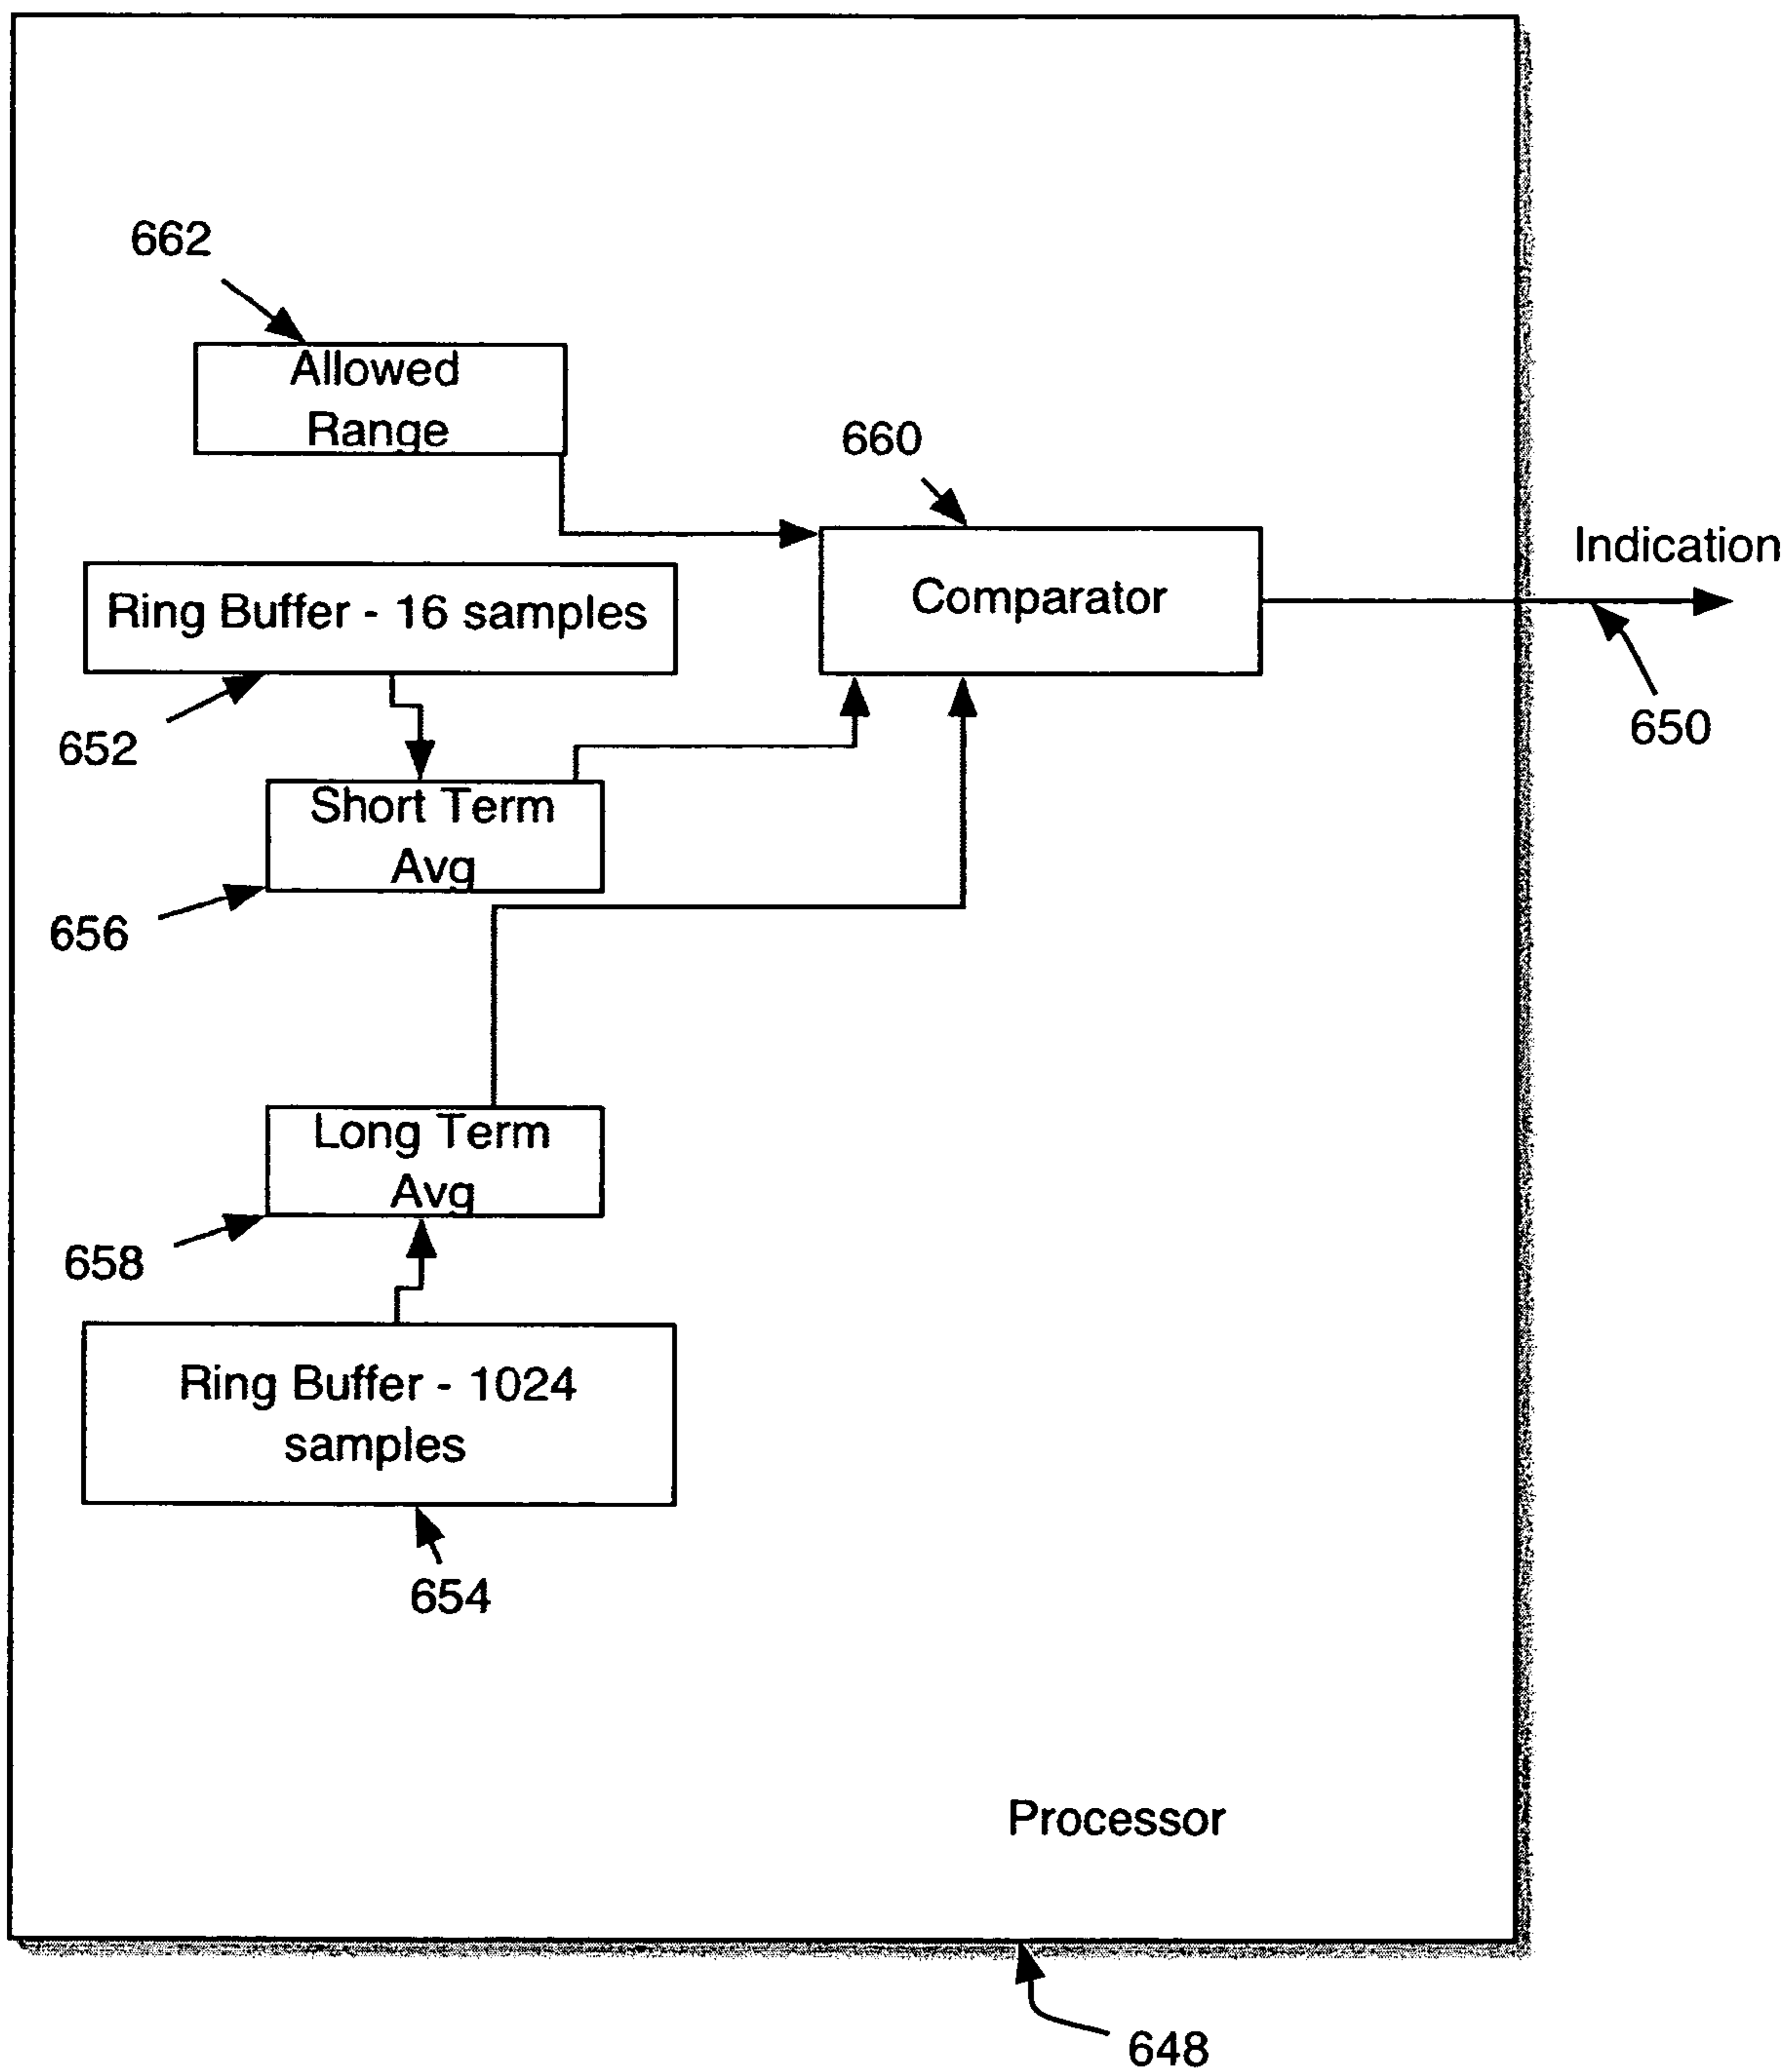 662
Allowed
Range
660
Indication
Comparator
Ring Buffer - 16 samples
650
652
Short Term
Avg
656
Long Term
Avg
658
Ring Buffer - 1024
samples
654
Processor
648